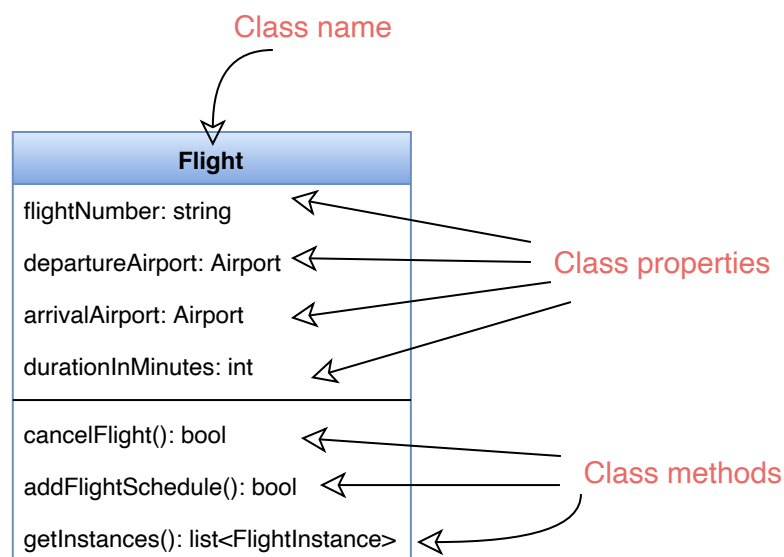 Class name
Flight
flightNumber: string
departureAirport: Airport
Class properties
arrivalAirport: Airport
durationInMinutes: int
cancelFlight(): bool
Class methods
addFlightSchedule(): bool
getInstances(): list<FlightInstance>